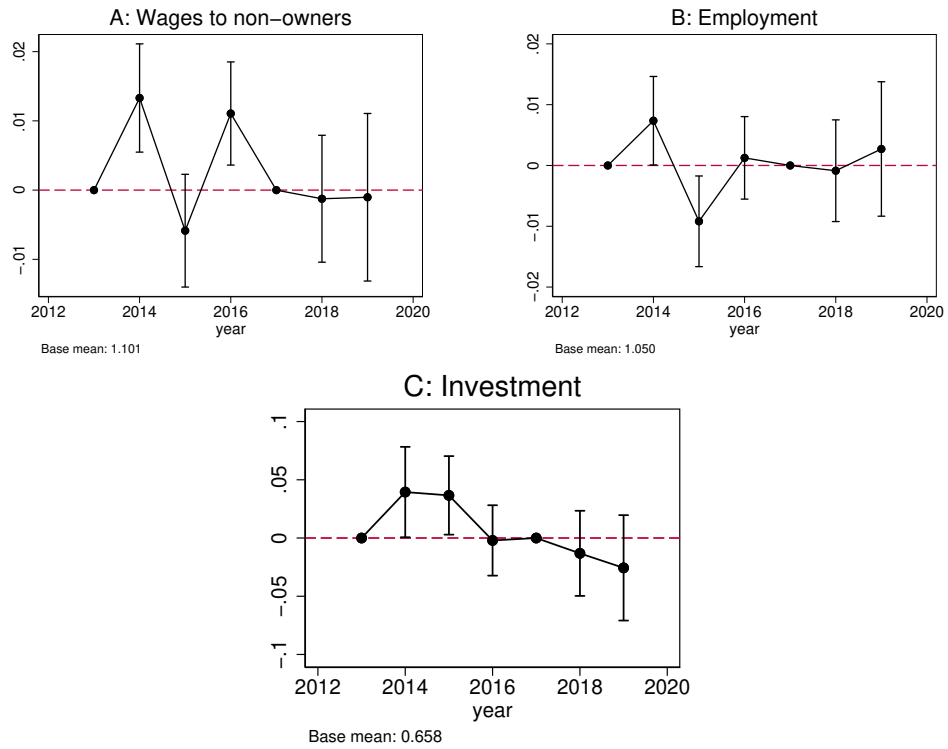 A: Wages to non−owners
.02
.01
0
−.01
2012 2014 2016 2018 2020
year
Base mean: 1.101
B: Employment
.02
.01
0
−.01
−.02
2012 2014 2016 2018 2020
year
Base mean: 1.050
C: Investment
.1
.05
0
−.05
−.1
2012 2014 2016 2018 2020
year
Base mean: 0.658